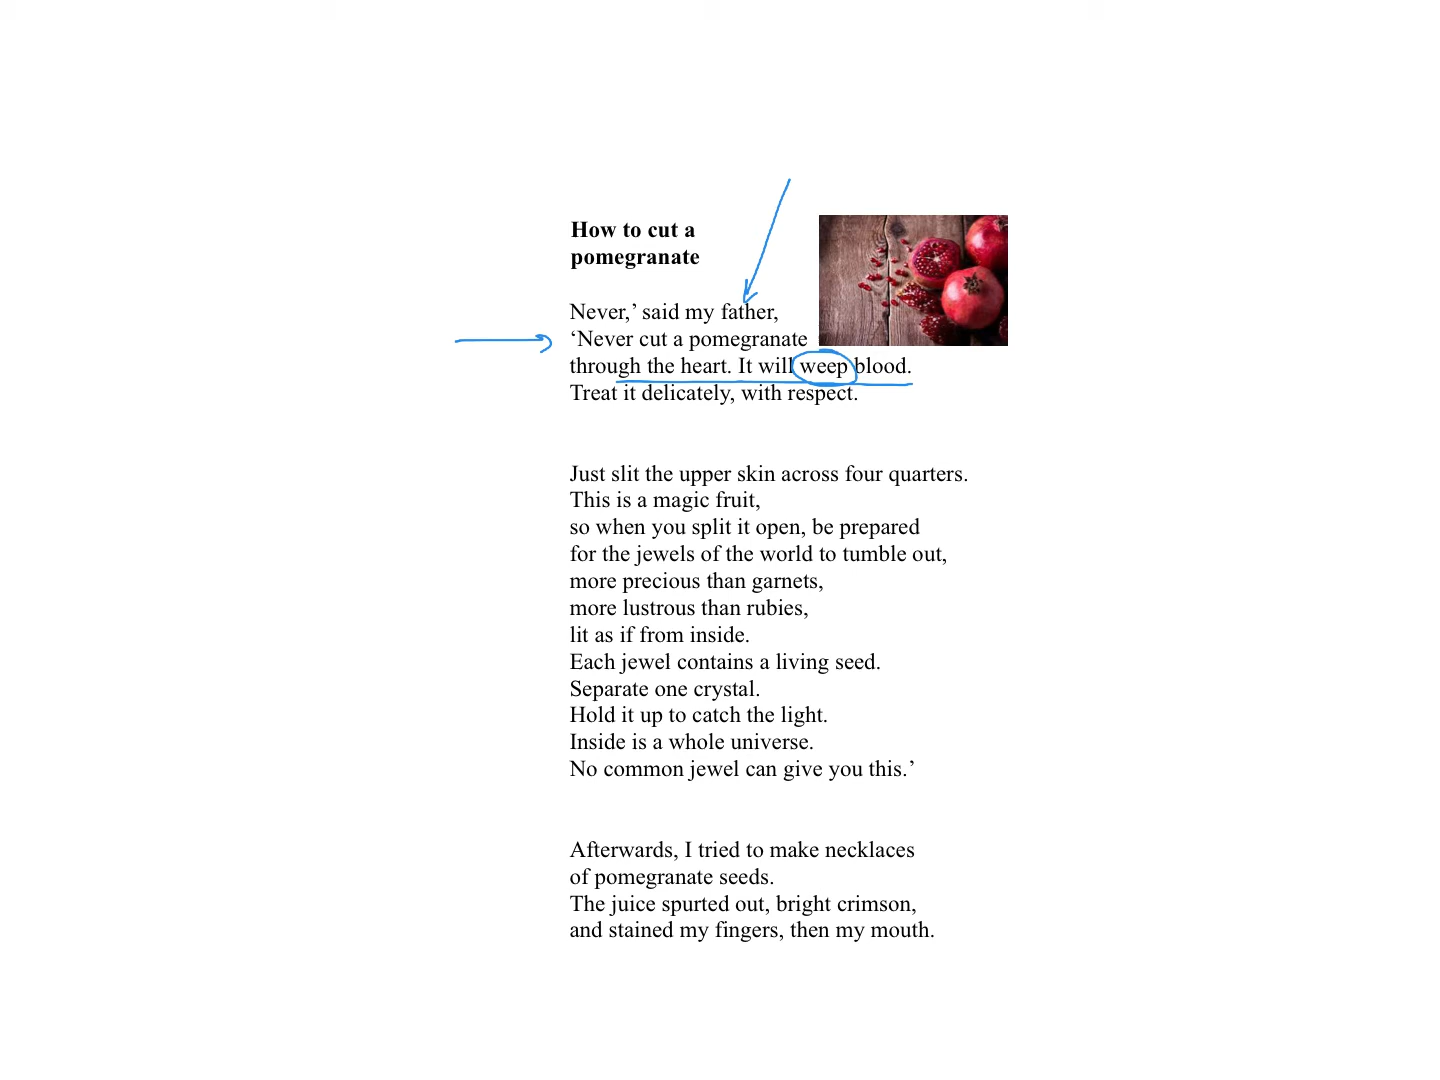 How to cut a
pomegranate
Never,’ said my father,
‘Never cut a pomegranate
through the heart. It will weep blood.
Treat it delicately, with respect.
Just slit the upper skin across four quarters.
This is a magic fruit,
so when you split it open, be prepared
for the jewels of the world to tumble out,
more precious than garnets,
more lustrous than rubies,
lit as if from inside.
Each jewel contains a living seed.
Separate one crystal.
Hold it up to catch the light.
Inside is a whole universe.
No common jewel can give you this.’
Afterwards, I tried to make necklaces
of pomegranate seeds.
The juice spurted out, bright crimson,
and stained my fingers, then my mouth.